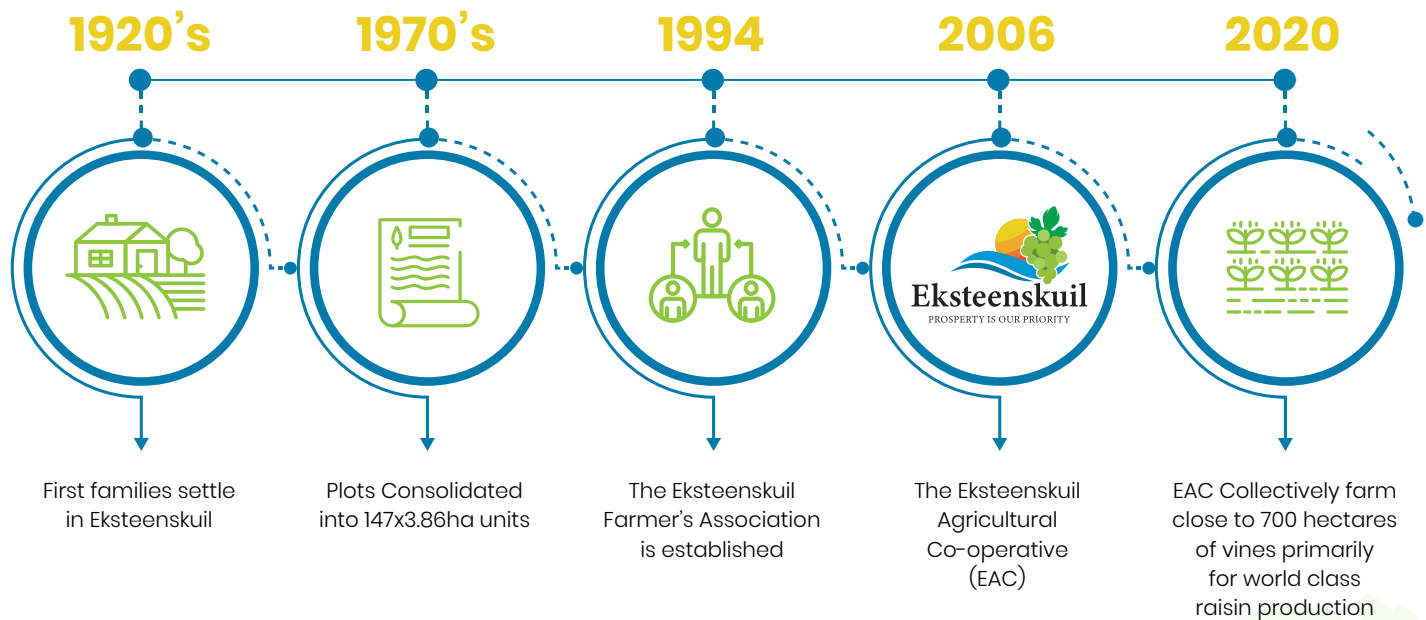 1920's
1970's
1994
2006
2020
Eksteenskuil
PROSPERTY IS OUR PRIORITY
First families settle
in Eksteenskuil
Plots Consolidated
into 147x3.86ha units
The Eksteenskuil
Farmer's Association
is established
The Eksteenskuil
Agricultural
Co-operative
(EAC)
EAC Collectively farm
close to 700 hectares
of vines primarily
for world class
raisin production